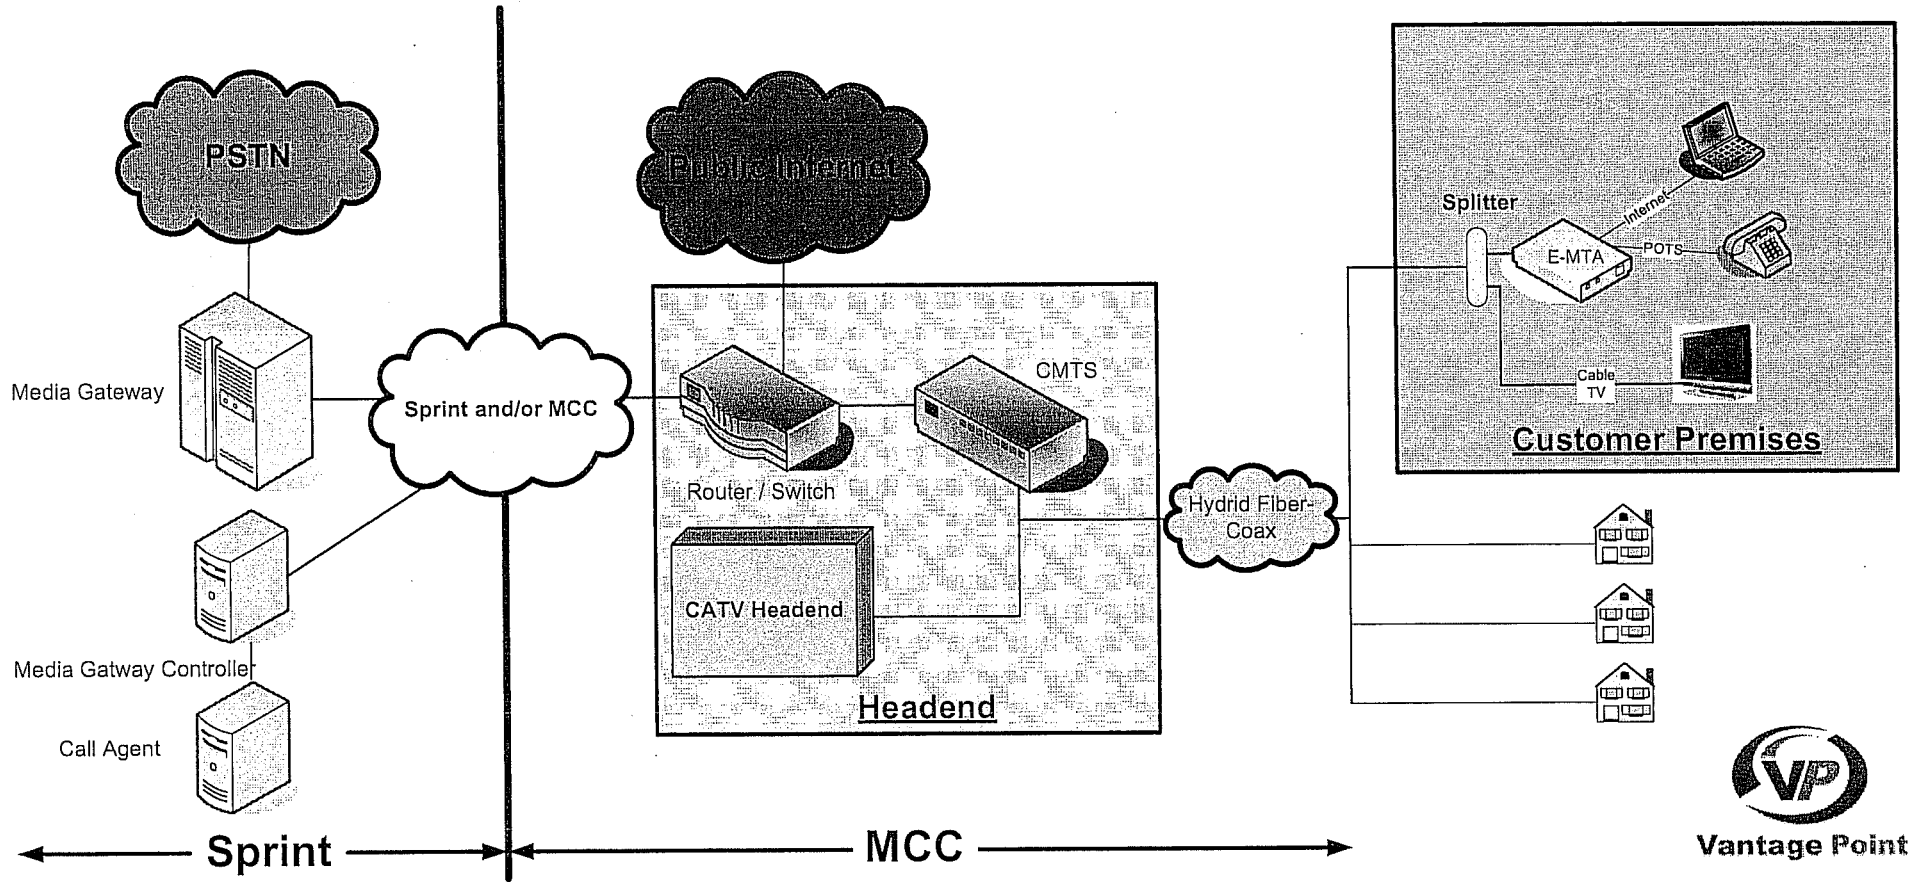 PSTN
Public Internet
Media Gateway
Sprint and/or MCC
Media Gatway Controller
Call Agent
Router / Switch
CMTS
CATV Headend
Headend
Hydrid Fiber-
Coax
Splitter
E-MTA
Internet
POTS
Cable
TV
Customer Premises
Sprint
MCC
VP
Vantage Point